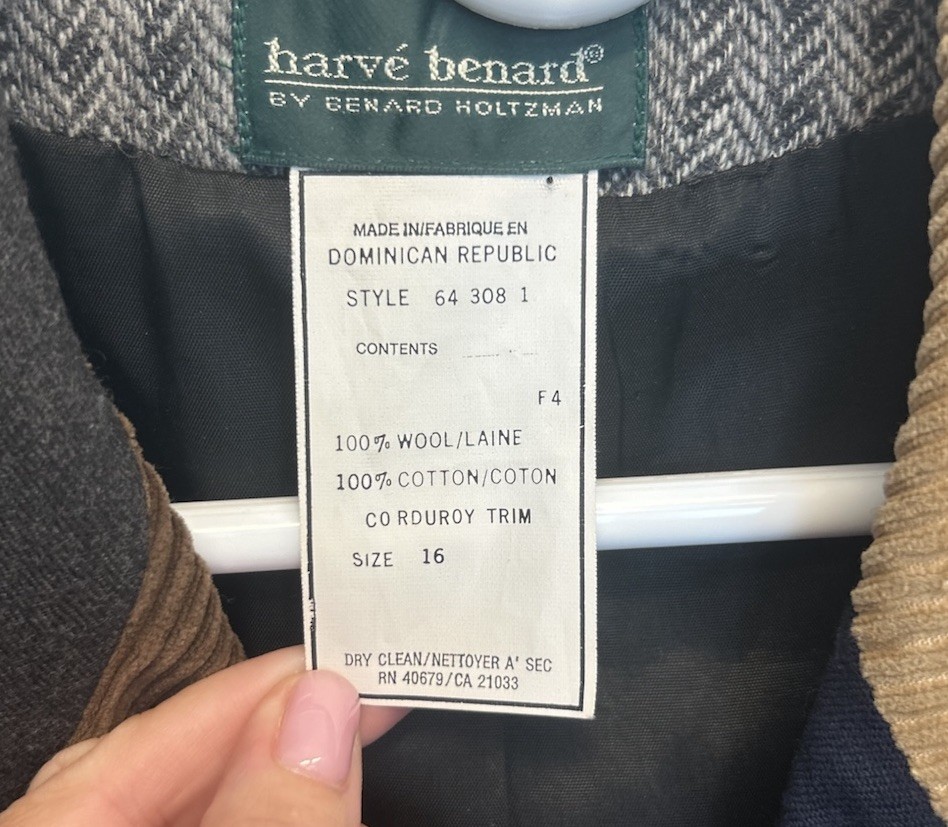 harvé benard®
BY BENARD HOLTZMAN
MADE IN/FABRIQUE EN
DOMINICAN REPUBLIC
STYLE 64 308 1
CONTENTS
F4
100% WOOL/LAINE
100% COTTON/COTON
CORDUROY TRIM
SIZE 16
DRY CLEAN/NETTOYER A' SEC
RN 40679/CA 21033